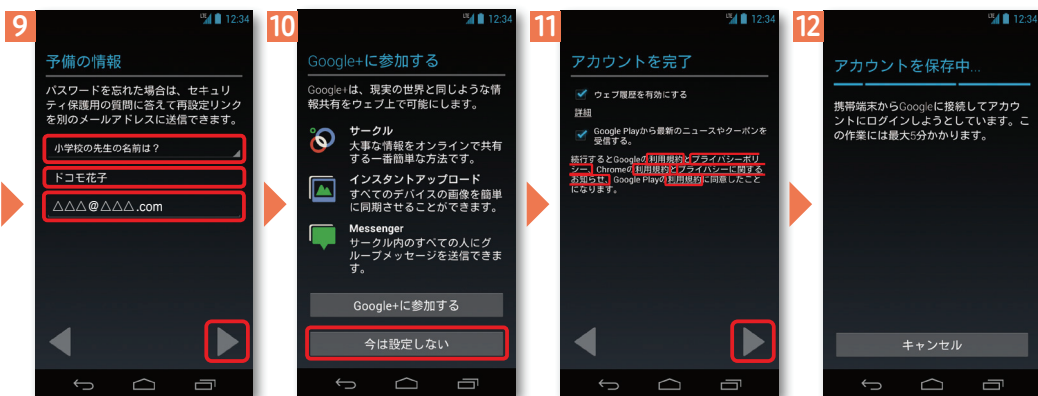 9
12:34
予備の情報
パスワードを忘れた場合は、セキュリ
ティ保護用の質問に答えて再設定リンク
を別のメールアドレスに送信できます。
小学校の先生の名前は？
ドコモ花子
△△△@△△△.com
10
12:34
Google+に参加する
Google+は、現実の世界と同じような情
報共有をウェブ上で可能にします。
サークル
大事な情報をオンラインで共有
する一番簡単な方法です。
インスタントアップロード
すべてのデバイスの画像を簡単
に同期させることができます。
Messenger
サークル内のすべての人にグ
ループメッセージを送信できま
す。
Google+に参加する
今は設定しない
11
12:34
アカウントを完了
ウェブ履歴を有効にする
詳細
Google Playから最新のニュースやクーポンを
受信する。
続行するとGoogleの利用規約とプライバシーポリ
シー、Chromeの利用規約とプライバシーに関する
お知らせ、Google Playの利用規約に同意したこと
になります。
12
12:34
アカウントを保存中...
携帯端末からGoogleに接続してアカウ
ントにログインしようとしています。こ
の作業には最大5分かかります。
キャンセル